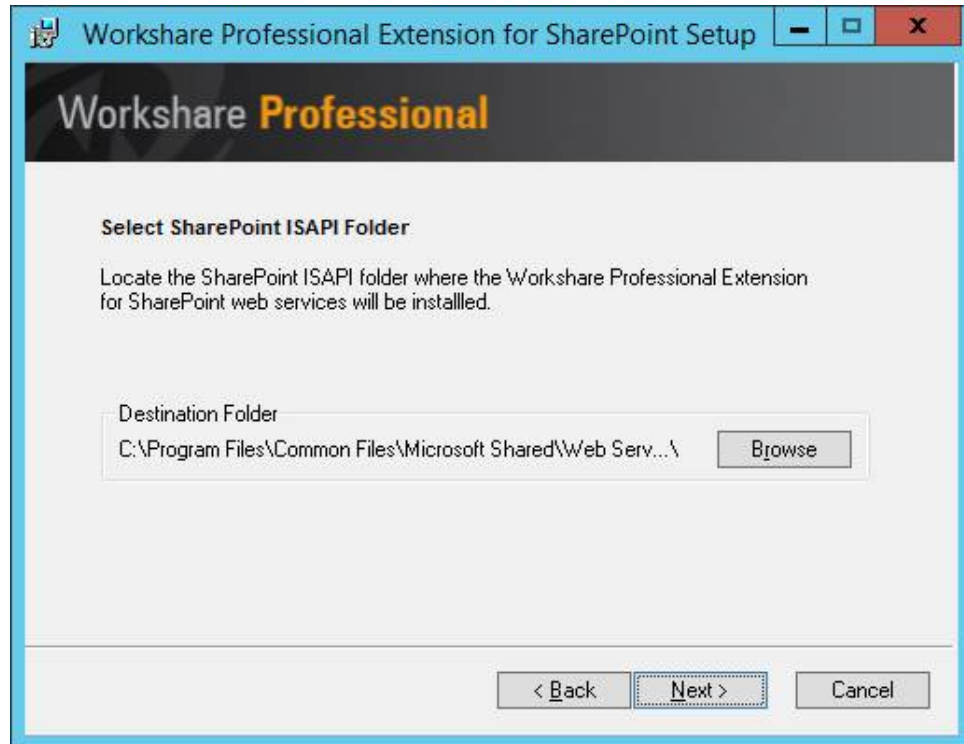 Workshare Professional Extension for SharePoint Setup
Workshare Professional
Select SharePoint ISAPI Folder
Locate the SharePoint ISAPI folder where the Workshare Professional Extension
for SharePoint web services will be installled.
Destination Folder
C:\Program Files\Common Files\Microsoft Shared\Web Serv...\
Browse
< Back
Next >
Cancel